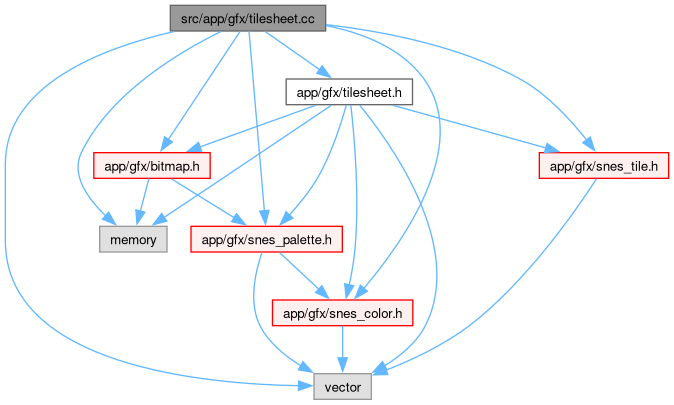 src/app/gfx/tilesheet.cc
app/gfx/tilesheet.h
app/gfx/bitmap.h
app/gfx/snes_tile.h
memory
app/gfx/snes_palette.h
app/gfx/snes_color.h
vector